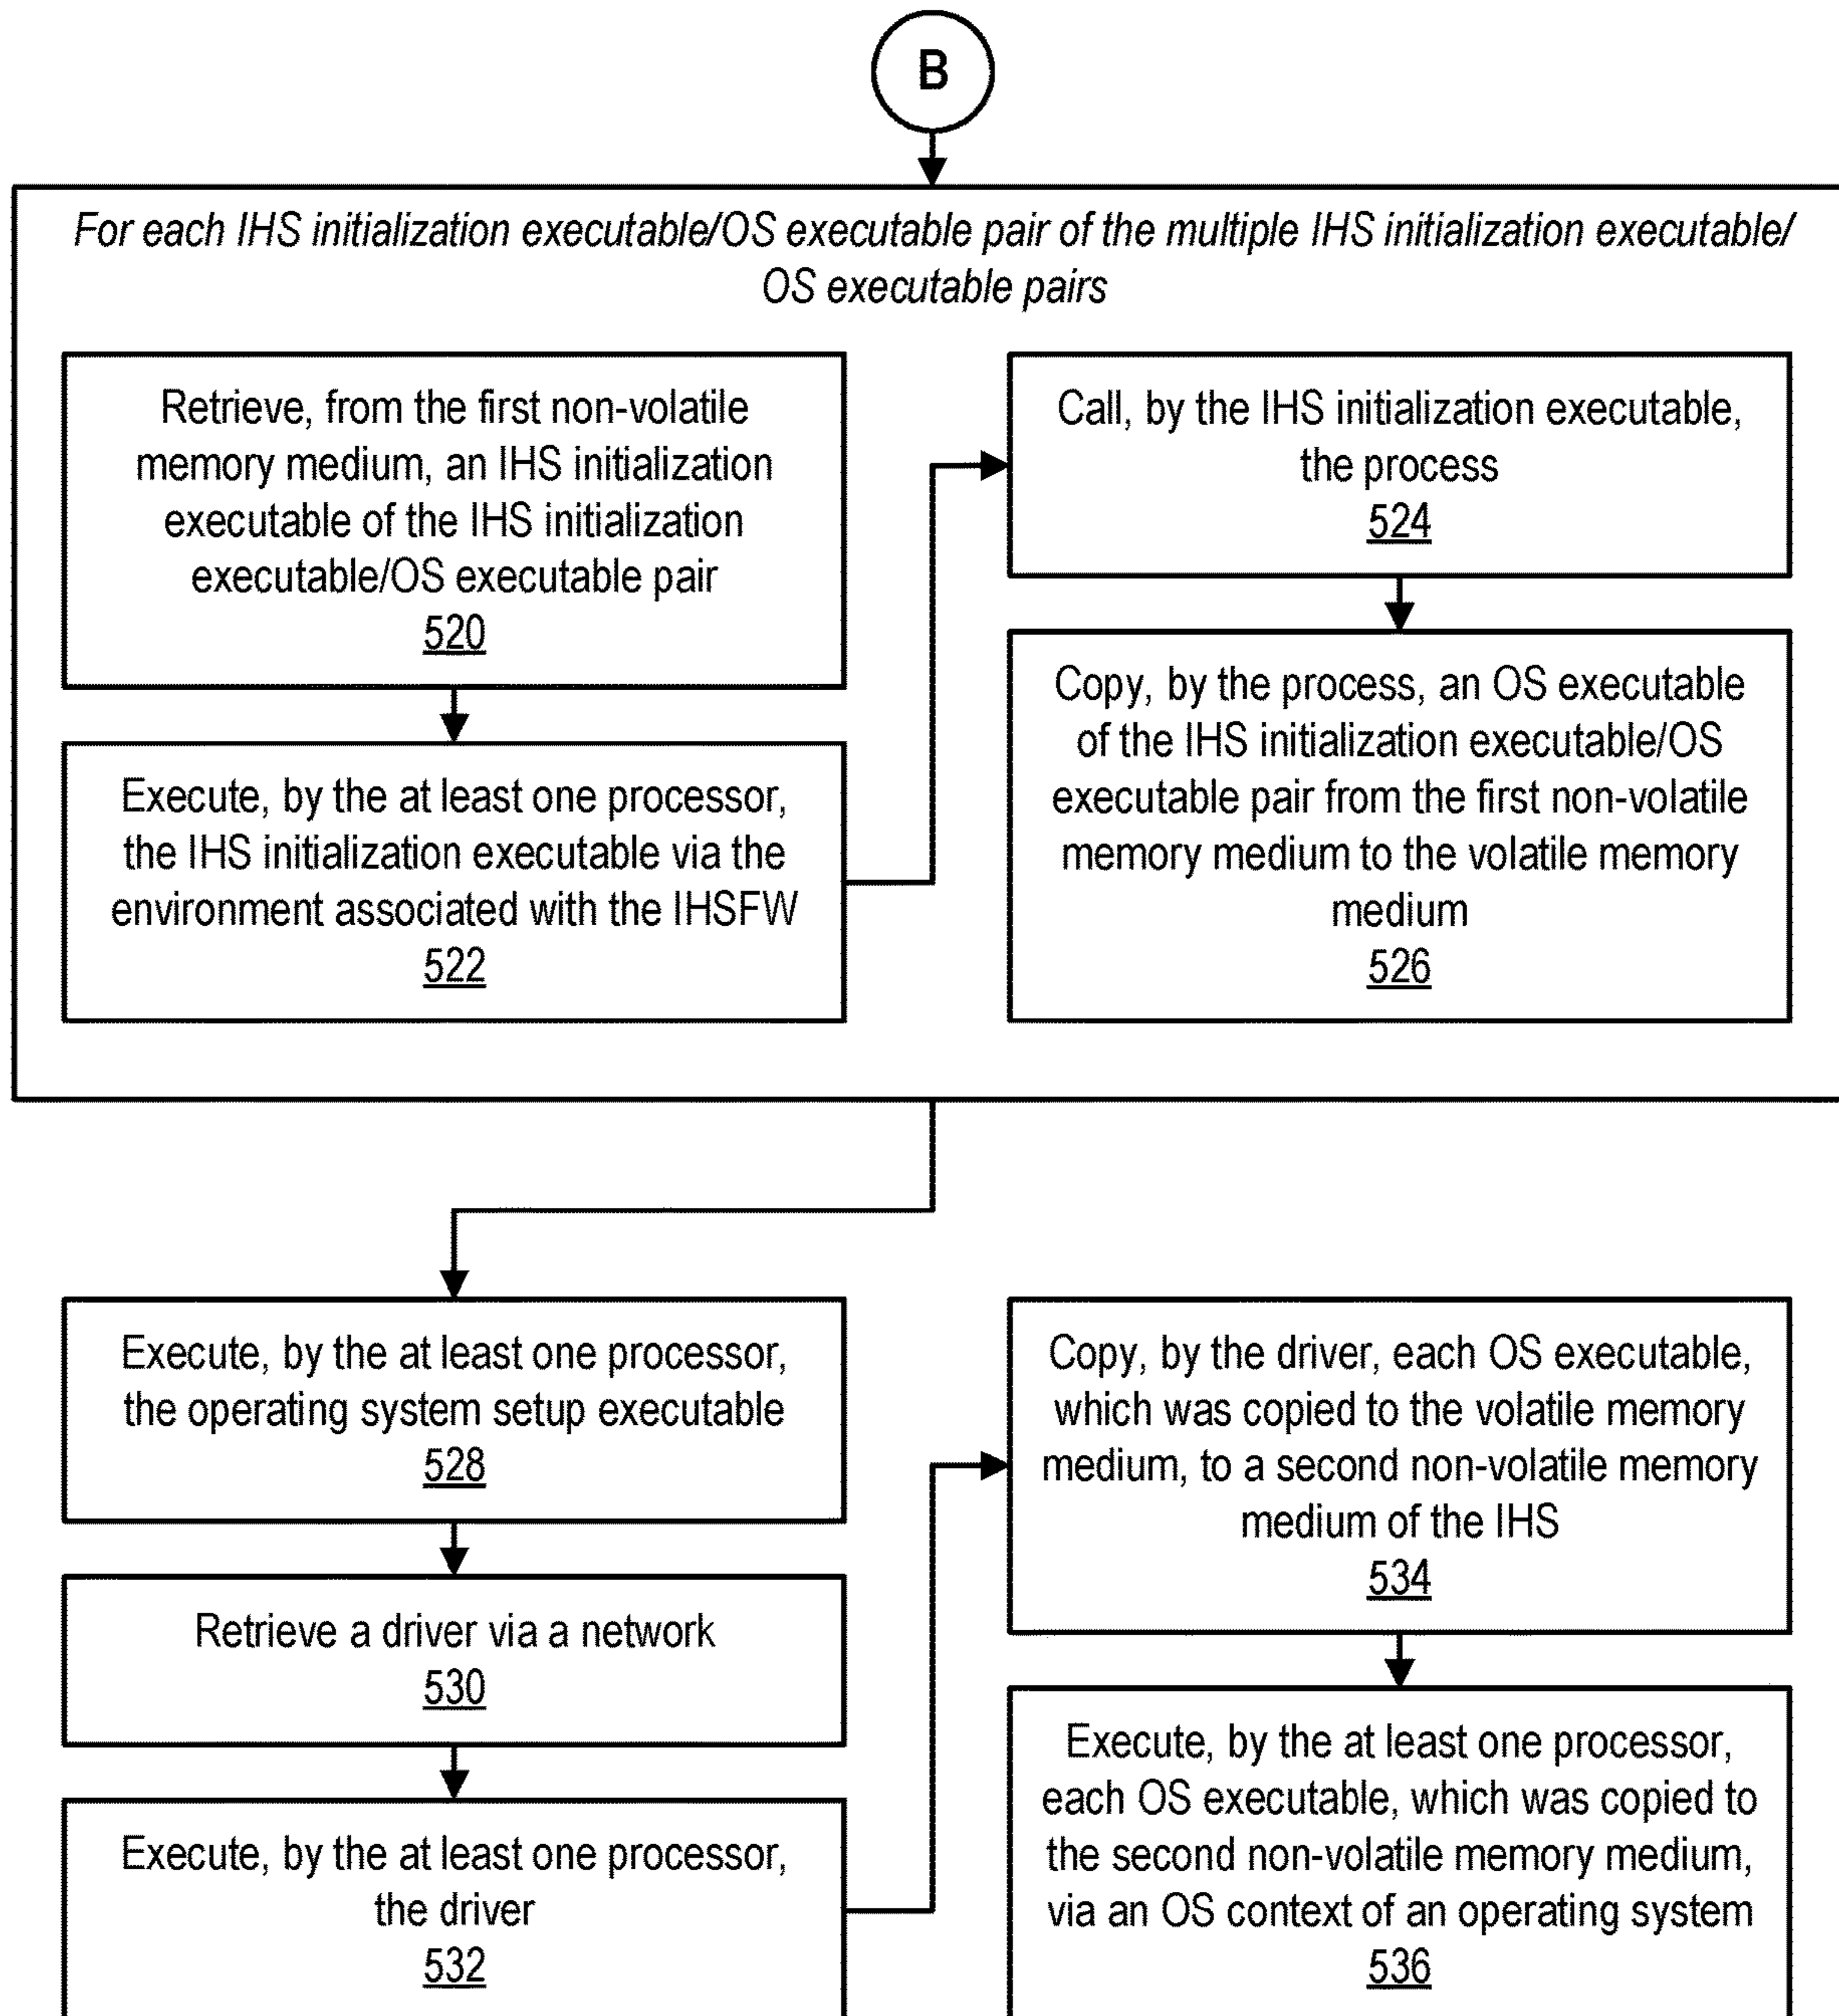 B
For each IHS initialization executable/OS executable pair of the multiple IHS initialization executable/
OS executable pairs
Retrieve, from the first non-volatile
memory medium, an IHS initialization
executable of the IHS initialization
executable/OS executable pair
520
Execute, by the at least one processor,
the IHS initialization executable via the
environment associated with the IHSFW
522
Call, by the IHS initialization executable,
the process
524
Copy, by the process, an OS executable
of the IHS initialization executable/OS
executable pair from the first non-volatile
memory medium to the volatile memory
medium
526
Execute, by the at least one processor,
the operating system setup executable
528
Retrieve a driver via a network
530
Execute, by the at least one processor,
the driver
532
Copy, by the driver, each OS executable,
which was copied to the volatile memory
medium, to a second non-volatile memory
medium of the IHS
534
Execute, by the at least one processor,
each OS executable, which was copied to
the second non-volatile memory medium,
via an OS context of an operating system
536